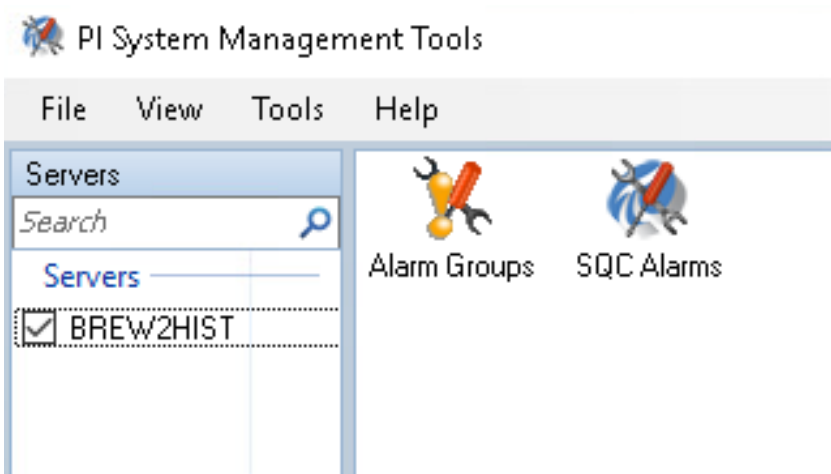 PI System Management Tools
File View Tools Help
Servers
Search
Servers
BREW2HIST
Alarm Groups
SQC Alarms